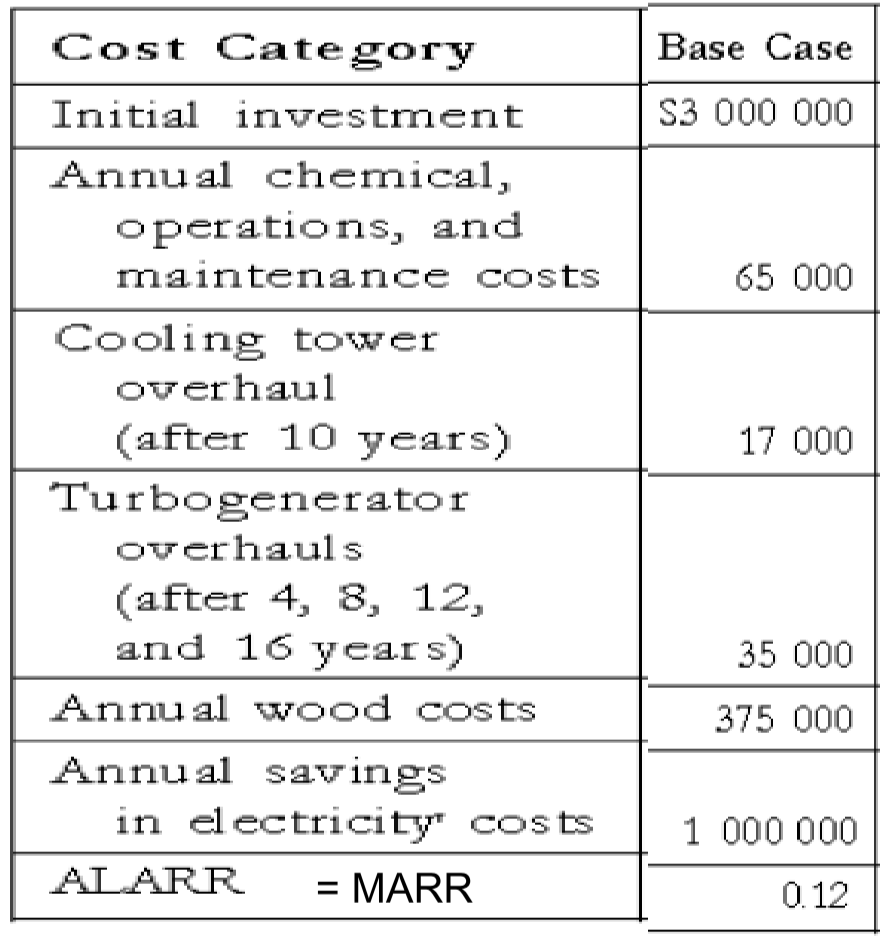 Cost Category Base Case
Initial investment S3 000 000
Annual chemical,
operations, and
maintenance costs 65 000
Cooling tower
overhaul
(after 10 years) 17 000
Turbogenerator
overhauls
(after 4, 8, 12,
and 16 years) 35 000
Annual wood costs 375 000
Annual savings
in electricity costs 1 000 000
ALARR = MARR 0.12